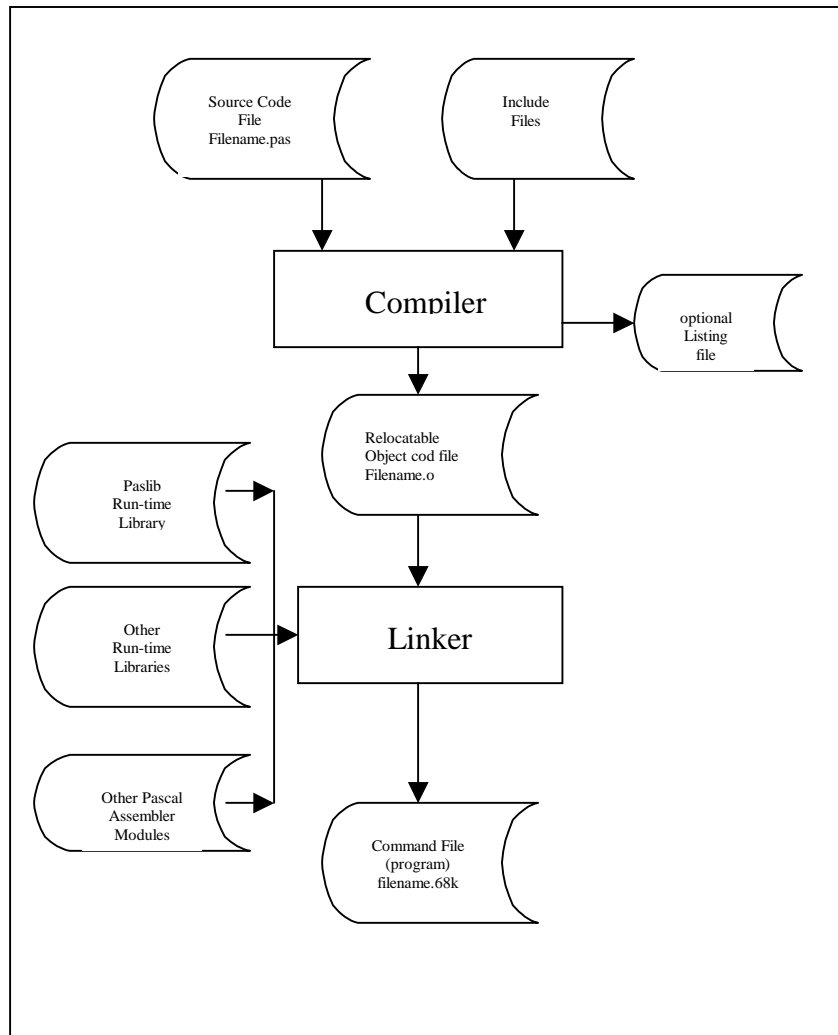 Source Code
File
Filename.pas
Include
Files
Compiler
optional
Listing
file
Relocatable
Object cod file
Filename.o
Paslib
Run-time
Library
Other
Run-time
Libraries
Linker
Other Pascal
Assembler
Modules
Command File
(program)
filename.68k